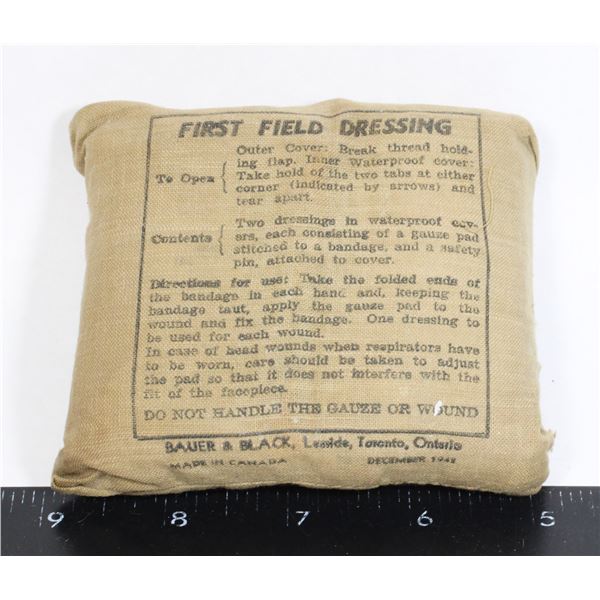 FIRST FIELD DRESSING
Outer Cover: Break thread hold-
ing flap. Inner Waterproof cover:
To Open { Take hold of the two tabs at either
corner (indicated by arrows) and
tear apart.
Two dressings in waterproof cov-
Contents { ers, each consisting of a gauze pad
stitched to a bandage, and a safety
pin, attached to cover.
Directions for use: Take the folded ends of
the bandage in each hand and, keeping the
bandage taut, apply the gauze pad to the
wound and fix the bandage. One dressing to
be used for each wound.
In case of head wounds when respirators have
to be worn, care should be taken to adjust
the pad so that it does not interfere with the
fit of the facepiece.
DO NOT HANDLE THE GAUZE OR WOUND
BAUER & BLACK, Leaside, Toronto, Ontario
MADE IN CANADA DECEMBER
9 8 7 6 5